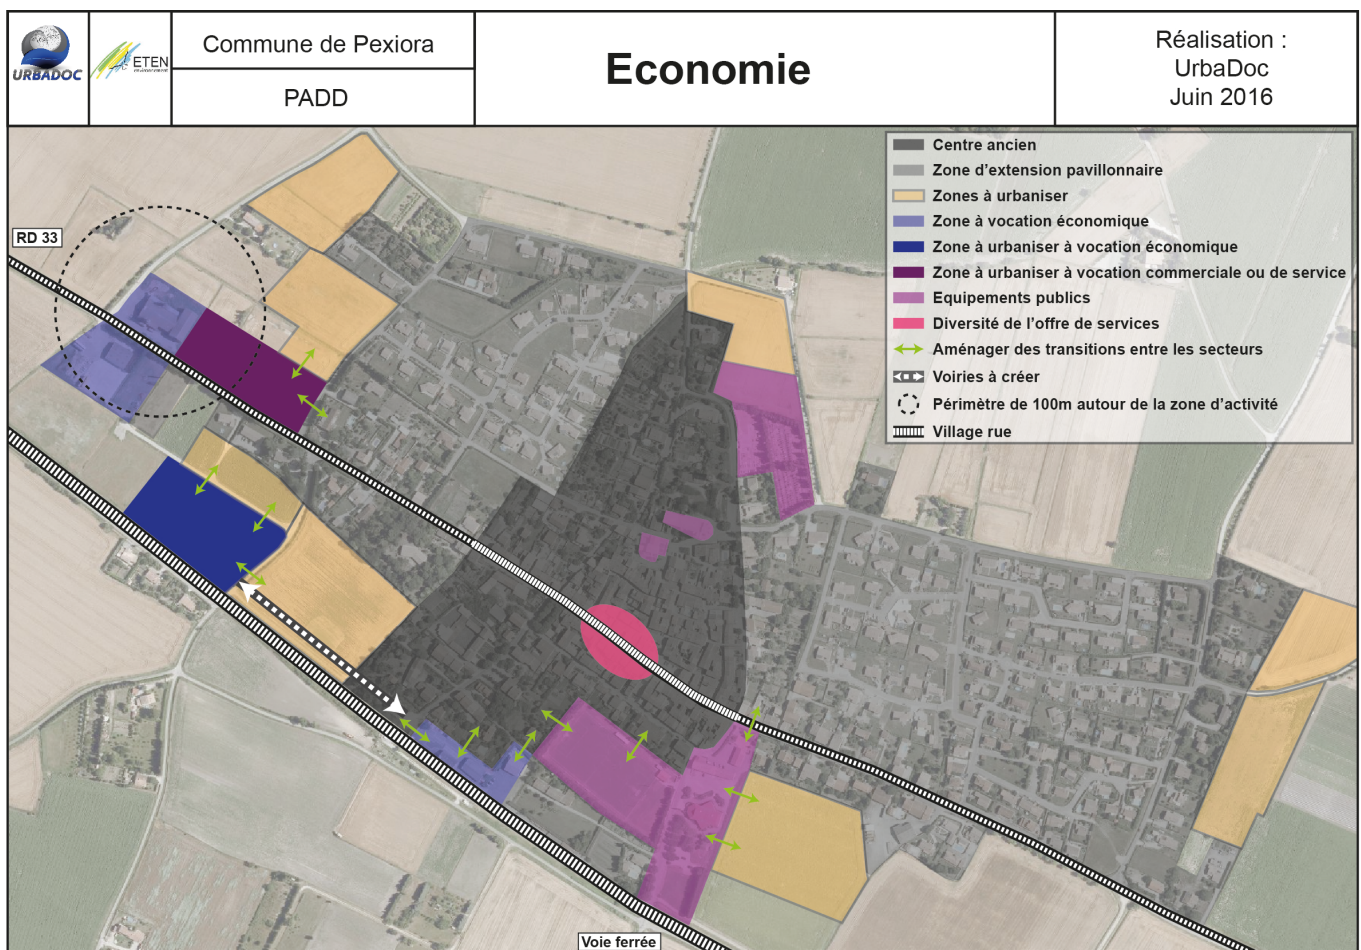 URBADOC
ETEN
environnement
Commune de Pexiora
PADD
Economie
Réalisation :
UrbaDoc
Juin 2016
Centre ancien
Zone d'extension pavillonnaire
Zones à urbaniser
Zone à vocation économique
Zone à urbaniser à vocation économique
Zone à urbaniser à vocation commerciale ou de service
Equipements publics
Diversité de l'offre de services
Aménager des transitions entre les secteurs
Voiries à créer
Périmètre de 100m autour de la zone d'activité
Village rue
RD 33
Voie ferrée